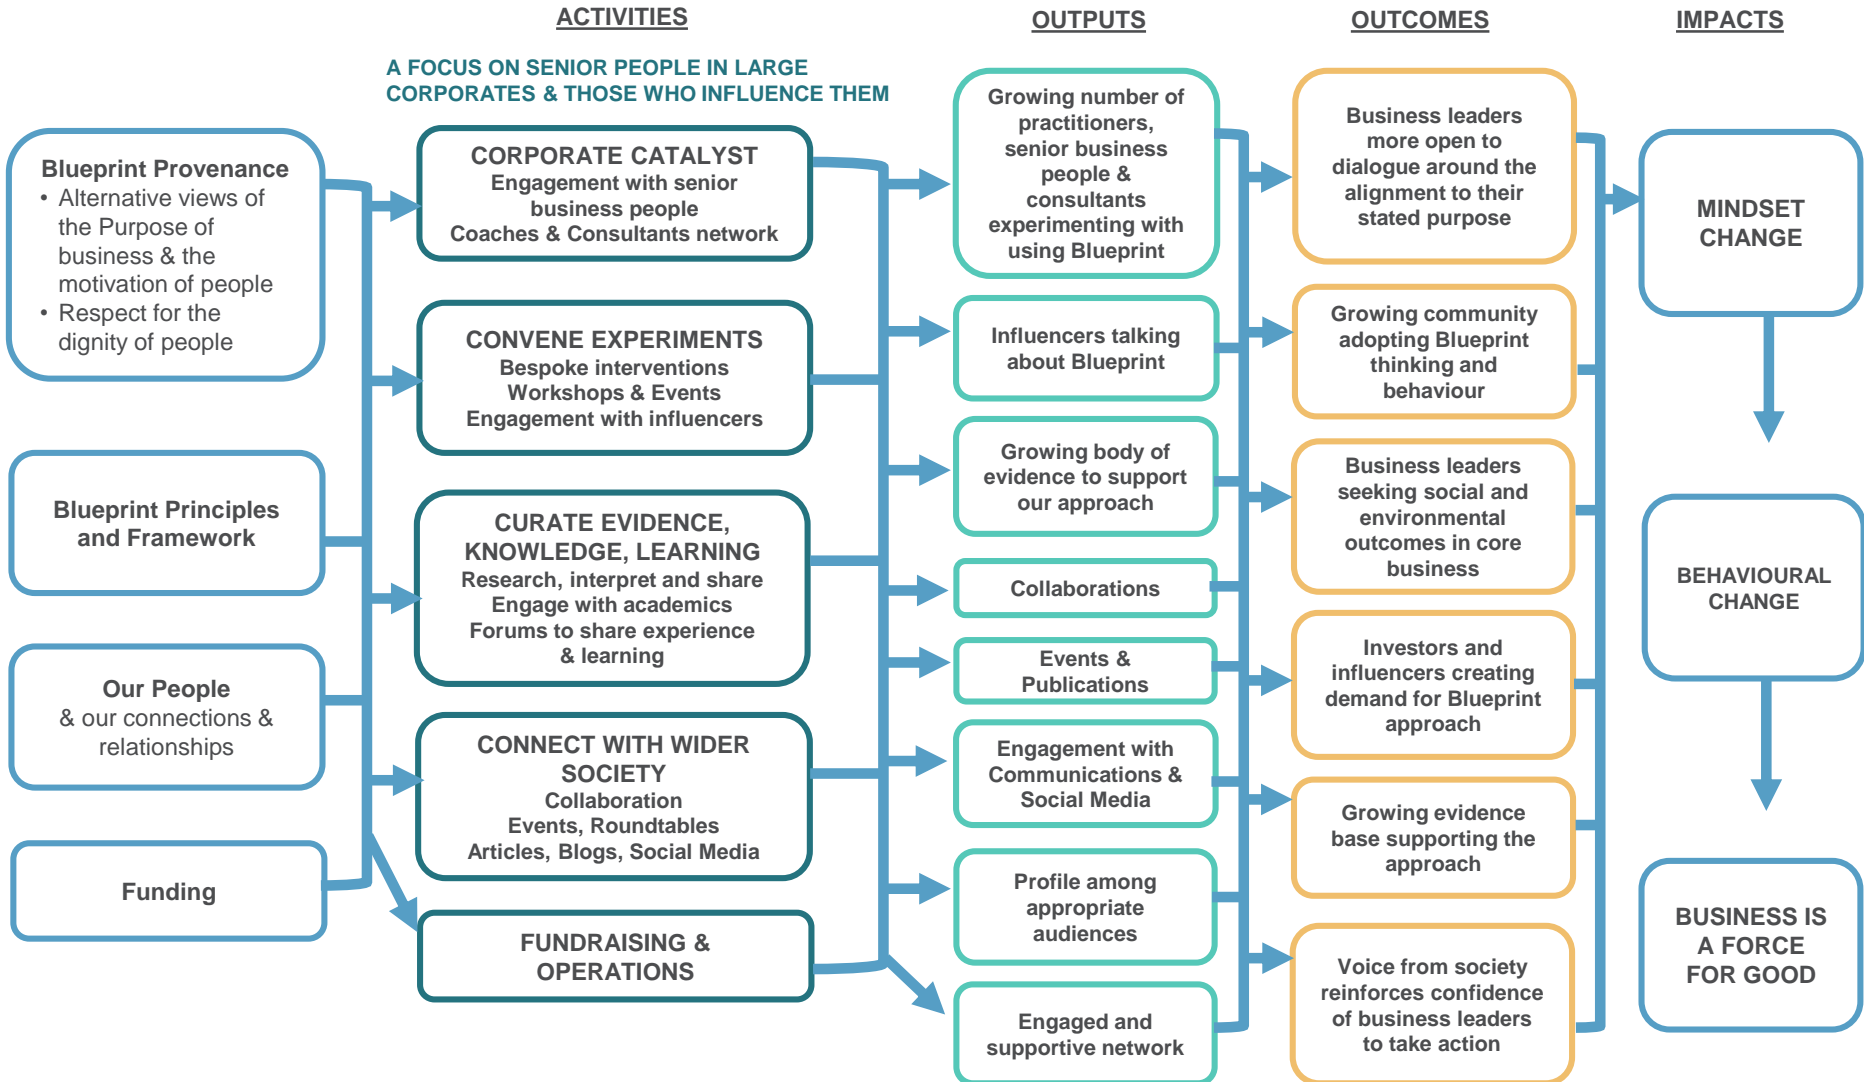 ACTIVITIES
OUTPUTS
OUTCOMES
IMPACTS
A FOCUS ON SENIOR PEOPLE IN LARGE
CORPORATES & THOSE WHO INFLUENCE THEM
Blueprint Provenance
• Alternative views of
the Purpose of
business & the
motivation of people
• Respect for the
dignity of people
Blueprint Principles
and Framework
Our People
& our connections &
relationships
Funding
CORPORATE CATALYST
Engagement with senior
business people
Coaches & Consultants network
CONVENE EXPERIMENTS
Bespoke interventions
Workshops & Events
Engagement with influencers
CURATE EVIDENCE,
KNOWLEDGE, LEARNING
Research, interpret and share
Engage with academics
Forums to share experience
& learning
CONNECT WITH WIDER
SOCIETY
Collaboration
Events, Roundtables
Articles, Blogs, Social Media
FUNDRAISING &
OPERATIONS
Growing number of
practitioners,
senior business
people &
consultants
experimenting with
using Blueprint
Influencers talking
about Blueprint
Growing body of
evidence to support
our approach
Collaborations
Events &
Publications
Engagement with
Communications &
Social Media
Profile among
appropriate
audiences
Engaged and
supportive network
Business leaders
more open to
dialogue around the
alignment to their
stated purpose
Growing community
adopting Blueprint
thinking and
behaviour
Business leaders
seeking social and
environmental
outcomes in core
business
Investors and
influencers creating
demand for Blueprint
approach
Growing evidence
base supporting the
approach
Voice from society
reinforces confidence
of business leaders
to take action
MINDSET
CHANGE
BEHAVIOURAL
CHANGE
BUSINESS IS
A FORCE
FOR GOOD